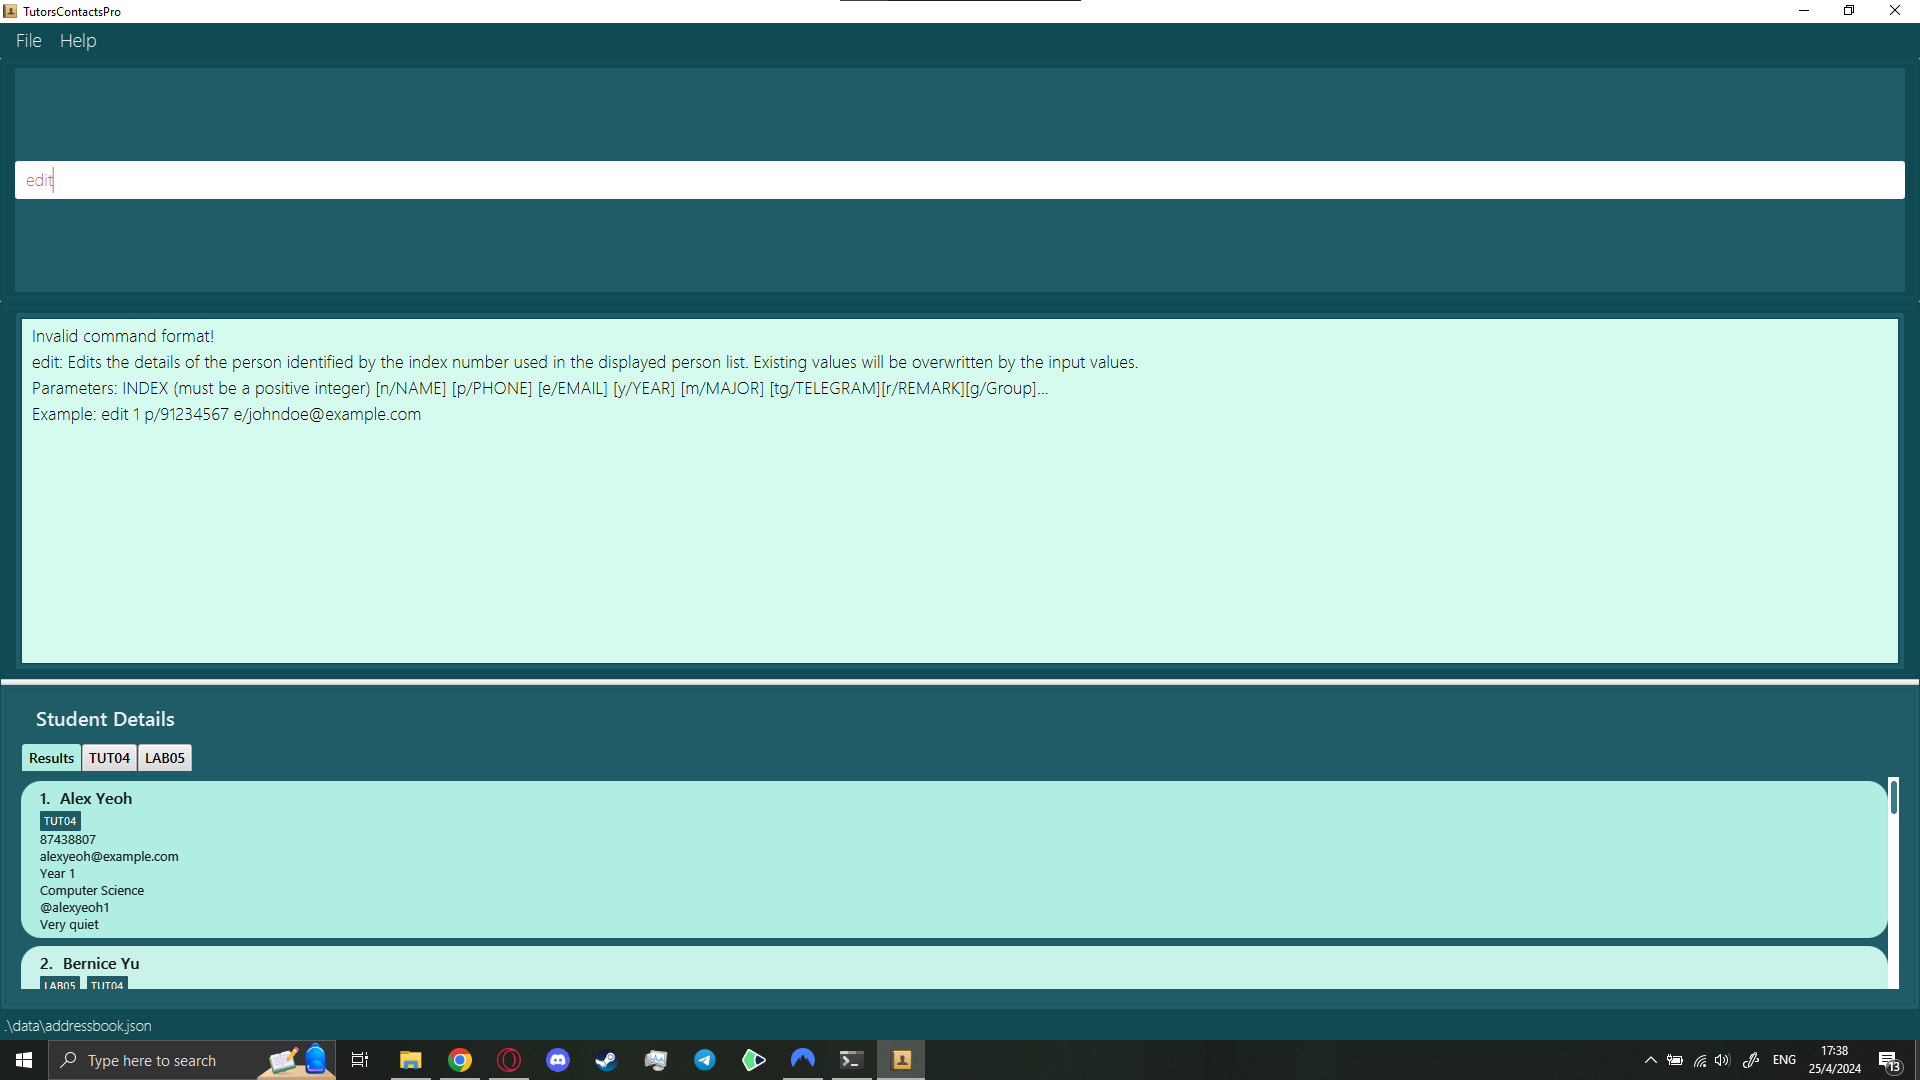 TutorsContactsPro
File Help
edit
Invalid command format!
edit: Edits the details of the person identified by the index number used in the displayed person list. Existing values will be overwritten by the input values.
Parameters: INDEX (must be a positive integer) [n/NAME] [p/PHONE] [e/EMAIL] [y/YEAR] [m/MAJOR] [tg/TELEGRAM][r/REMARK][g/Group]...
Example: edit 1 p/91234567 e/johndoe@example.com
Student Details
Results TUT04 LAB05
1. Alex Yeoh
TUT04
87438807
alexyeoh@example.com
Year 1
Computer Science
@alexyeoh1
Very quiet
2. Bernice Yu
LAB05 TUT04
.\data\addressbook.json
Type here to search
ENG
17:38
25/4/2024
13